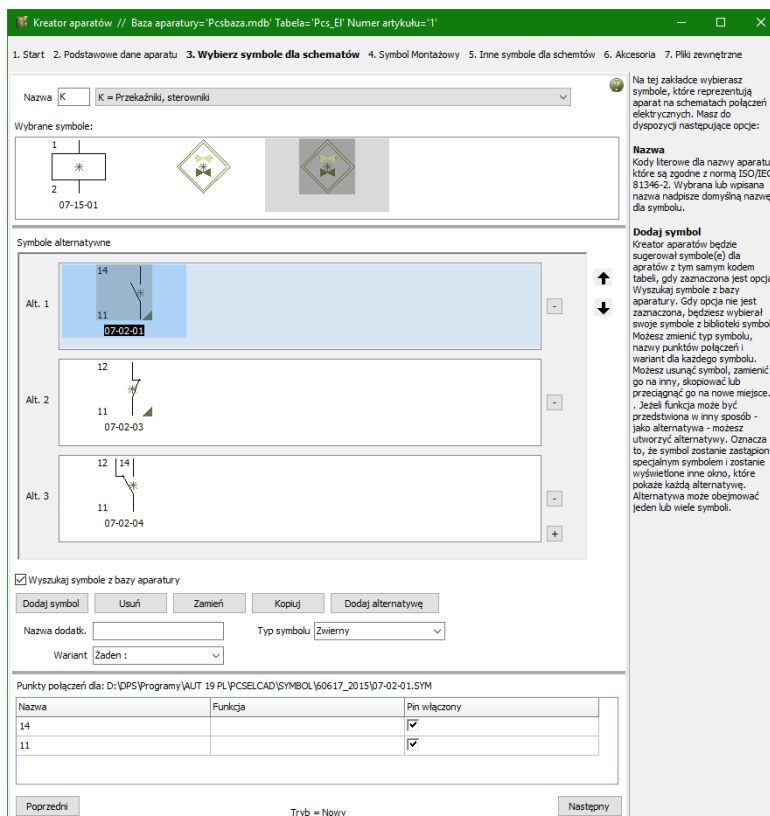 Kreator aparatów // Baza aparatury='Pcsbaza.mdb' Tabela='Pcs_El' Numer artykułu='1'
1. Start 2. Podstawowe dane aparatu 3. Wybierz symbole dla schematów 4. Symbol Montażowy 5. Inne symbole dla schemtów 6. Akcesoria 7. Pliki zewnętrzne
Nazwa K K = Przekaźniki, sterowniki
Wybrane symbole:
1
2
07-15-01
Symbole alternatywne
Alt. 1
14
11
07-02-01
-
Alt. 2
12
11
07-02-03
-
Alt. 3
12 14
11
07-02-04
-
+
Wyszukaj symbole z bazy aparatury
Dodaj symbol Usuń Zamień Kopiuj Dodaj alternatywę
Nazwa dodatk. Typ symbolu Zwierny
Wariant Żaden :
Punkty połączeń dla: D:\DPS\Programy\AUT 19 PL\PCSELCAD\SYMBOL\60617_2015\07-02-01.SYM
Nazwa Funkcja Pin włączony
14
11
Poprzedni Tryb = Nowy Następny
Na tej zakładce wybierasz
symbole, które reprezentują
aparat na schematach połączeń
elektrycznych. Masz do
dyspozycji następujące opcje:
Nazwa
Kody literowe dla nazwy aparatu
które są zgodne z normą ISO/IEC
81346-2. Wybrana lub wpisana
nazwa nadpisze domyślną nazwę
dla symbolu.
Dodaj symbol
Kreator aparatów będzie
sugerował symbole(e) dla
apratów z tym samym kodem
tabeli, gdy zaznaczona jest opcja
Wyszukaj symbole z bazy
aparatury. Gdy opcja nie jest
zaznaczona, będziesz wybierał
swoje symbole z biblioteki symbol
Możesz zmienić typ symbolu,
nazwy punktów połączeń i
wariant dla każdego symbolu.
Możesz usunąć symbol, zamienić
go na inny, skopiować lub
przeciągnąć go na nowe miejsce.
. Jeżeli funkcja może być
przedstwiona w inny sposób -
jako alternatywa - możesz
utworzyć alternatywy. Oznacza
to, że symbol zostanie zastąpion
specjalnym symbolem i zostanie
wyświetlone inne okno, które
pokaże każdą alternatywę.
Alternatywa może obejmować
jeden lub wiele symboli.